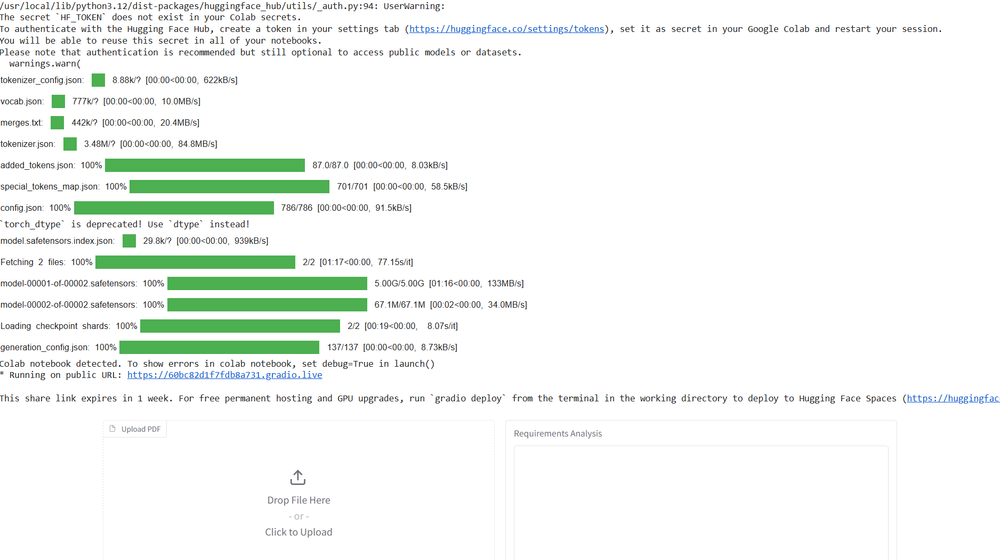 /usr/local/lib/python3.12/dist-packages/huggingface_hub/utils/_auth.py:94: UserWarning:
The secret `HF_TOKEN` does not exist in your Colab secrets.
To authenticate with the Hugging Face Hub, create a token in your settings tab (https://huggingface.co/settings/tokens), set it as secret in your Google Colab and restart your session.
You will be able to reuse this secret in all of your notebooks.
Please note that authentication is recommended but still optional to access public models or datasets.
  warnings.warn(
tokenizer_config.json: 8.88k/? [00:00<00:00, 622kB/s]
vocab.json: 777k/? [00:00<00:00, 10.0MB/s]
merges.txt: 442k/? [00:00<00:00, 20.4MB/s]
tokenizer.json: 3.48M/? [00:00<00:00, 84.8MB/s]
added_tokens.json: 100% 87.0/87.0 [00:00<00:00, 8.03kB/s]
special_tokens_map.json: 100% 701/701 [00:00<00:00, 58.5kB/s]
config.json: 100% 786/786 [00:00<00:00, 91.5kB/s]
`torch_dtype` is deprecated! Use `dtype` instead!
model.safetensors.index.json: 29.8k/? [00:00<00:00, 939kB/s]
Fetching 2 files: 100% 2/2 [01:17<00:00, 77.15s/it]
model-00001-of-00002.safetensors: 100% 5.00G/5.00G [01:16<00:00, 133MB/s]
model-00002-of-00002.safetensors: 100% 67.1M/67.1M [00:02<00:00, 34.0MB/s]
Loading checkpoint shards: 100% 2/2 [00:19<00:00, 8.07s/it]
generation_config.json: 100% 137/137 [00:00<00:00, 8.73kB/s]
Colab notebook detected. To show errors in colab notebook, set debug=True in launch()
* Running on public URL: https://60bc82d1f7fdb8a731.gradio.live
This share link expires in 1 week. For free permanent hosting and GPU upgrades, run `gradio deploy` from the terminal in the working directory to deploy to Hugging Face Spaces (https://huggingfac
Upload PDF
Drop File Here
- or -
Click to Upload
Requirements Analysis